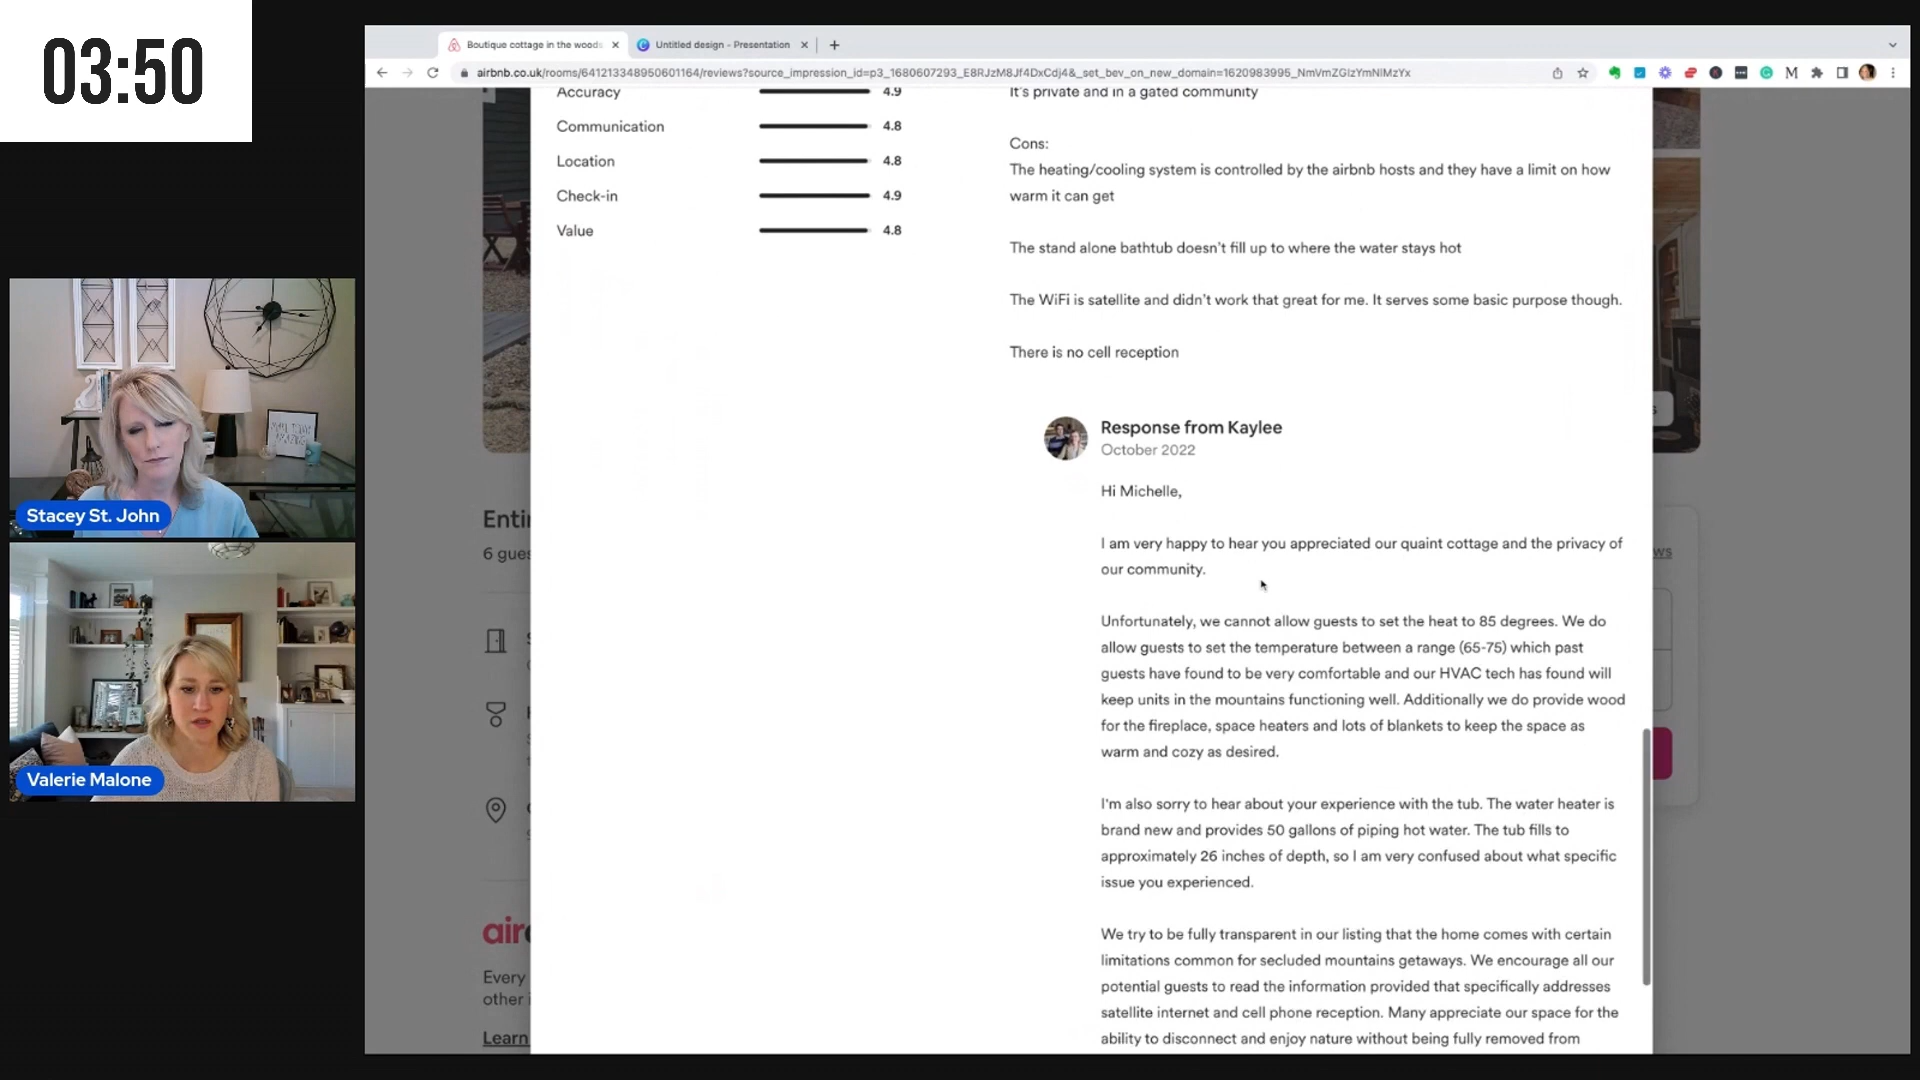 03:50
Boutique cottage in the woods
Untitled design - Presentation
airbnb.co.uk/rooms/641213348950601164/reviews?source_impression_id=p3_1680607293_E8RJzM8Jf4DxCdj4&_set_bev_on_new_domain=1620983995_NmVmZGIzYmNlMzYx
Accuracy 4.9
Communication 4.8
Location 4.8
Check-in 4.9
Value 4.8
It's private and in a gated community
Cons:
The heating/cooling system is controlled by the airbnb hosts and they have a limit on how
warm it can get
The stand alone bathtub doesn't fill up to where the water stays hot
The WiFi is satellite and didn't work that great for me. It serves some basic purpose though.
There is no cell reception
Response from Kaylee
October 2022
Hi Michelle,
I am very happy to hear you appreciated our quaint cottage and the privacy of
our community.
Unfortunately, we cannot allow guests to set the heat to 85 degrees. We do
allow guests to set the temperature between a range (65-75) which past
guests have found to be very comfortable and our HVAC tech has found will
keep units in the mountains functioning well. Additionally we do provide wood
for the fireplace, space heaters and lots of blankets to keep the space as
warm and cozy as desired.
I'm also sorry to hear about your experience with the tub. The water heater is
brand new and provides 50 gallons of piping hot water. The tub fills to
approximately 26 inches of depth, so I am very confused about what specific
issue you experienced.
We try to be fully transparent in our listing that the home comes with certain
limitations common for secluded mountains getaways. We encourage all our
potential guests to read the information provided that specifically addresses
satellite internet and cell phone reception. Many appreciate our space for the
ability to disconnect and enjoy nature without being fully removed from
Entir
6 gues
air
Every
other i
Learn
ws
s
Stacey St. John
Valerie Malone